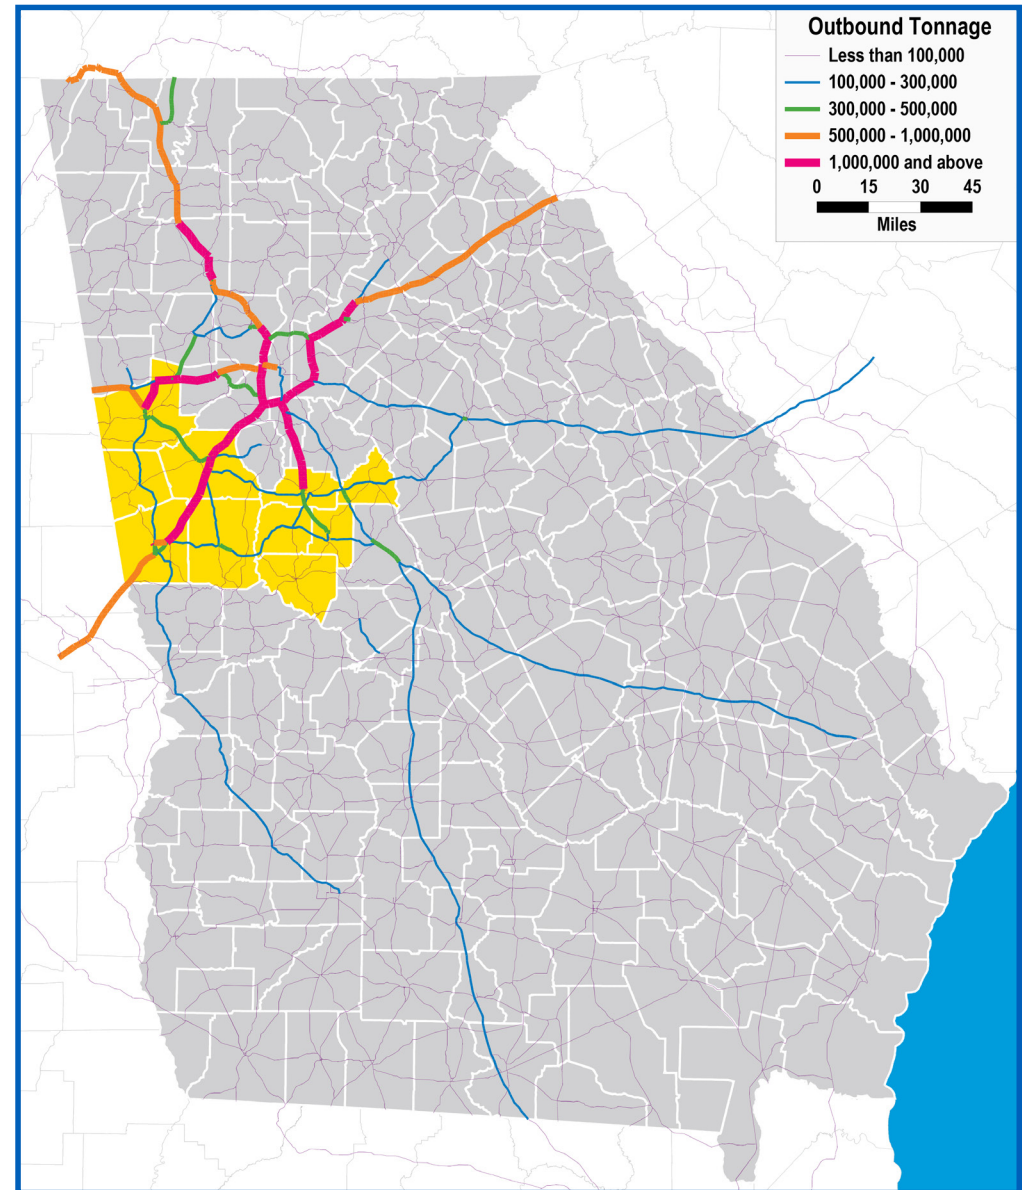 Outbound Tonnage
Less than 100,000
100,000 - 300,000
300,000 - 500,000
500,000 - 1,000,000
1,000,000 and above
0 15 30 45
Miles